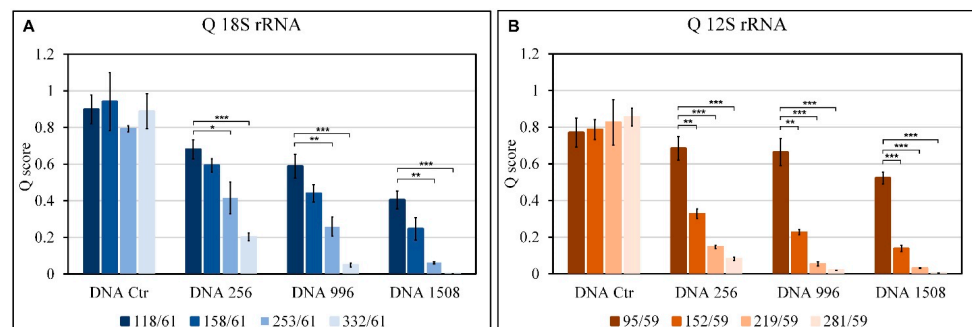 A
Q 18S rRNA
Q score
1.2
1
0.8
0.6
0.4
0.2
0
***
*
***
**
***
**
DNA Ctr DNA 256 DNA 996 DNA 1508
118/61 158/61 253/61 332/61
B
Q 12S rRNA
Q score
1.2
1
0.8
0.6
0.4
0.2
0
***
***
**
***
***
**
***
***
***
DNA Ctr DNA 256 DNA 996 DNA 1508
95/59 152/59 219/59 281/59